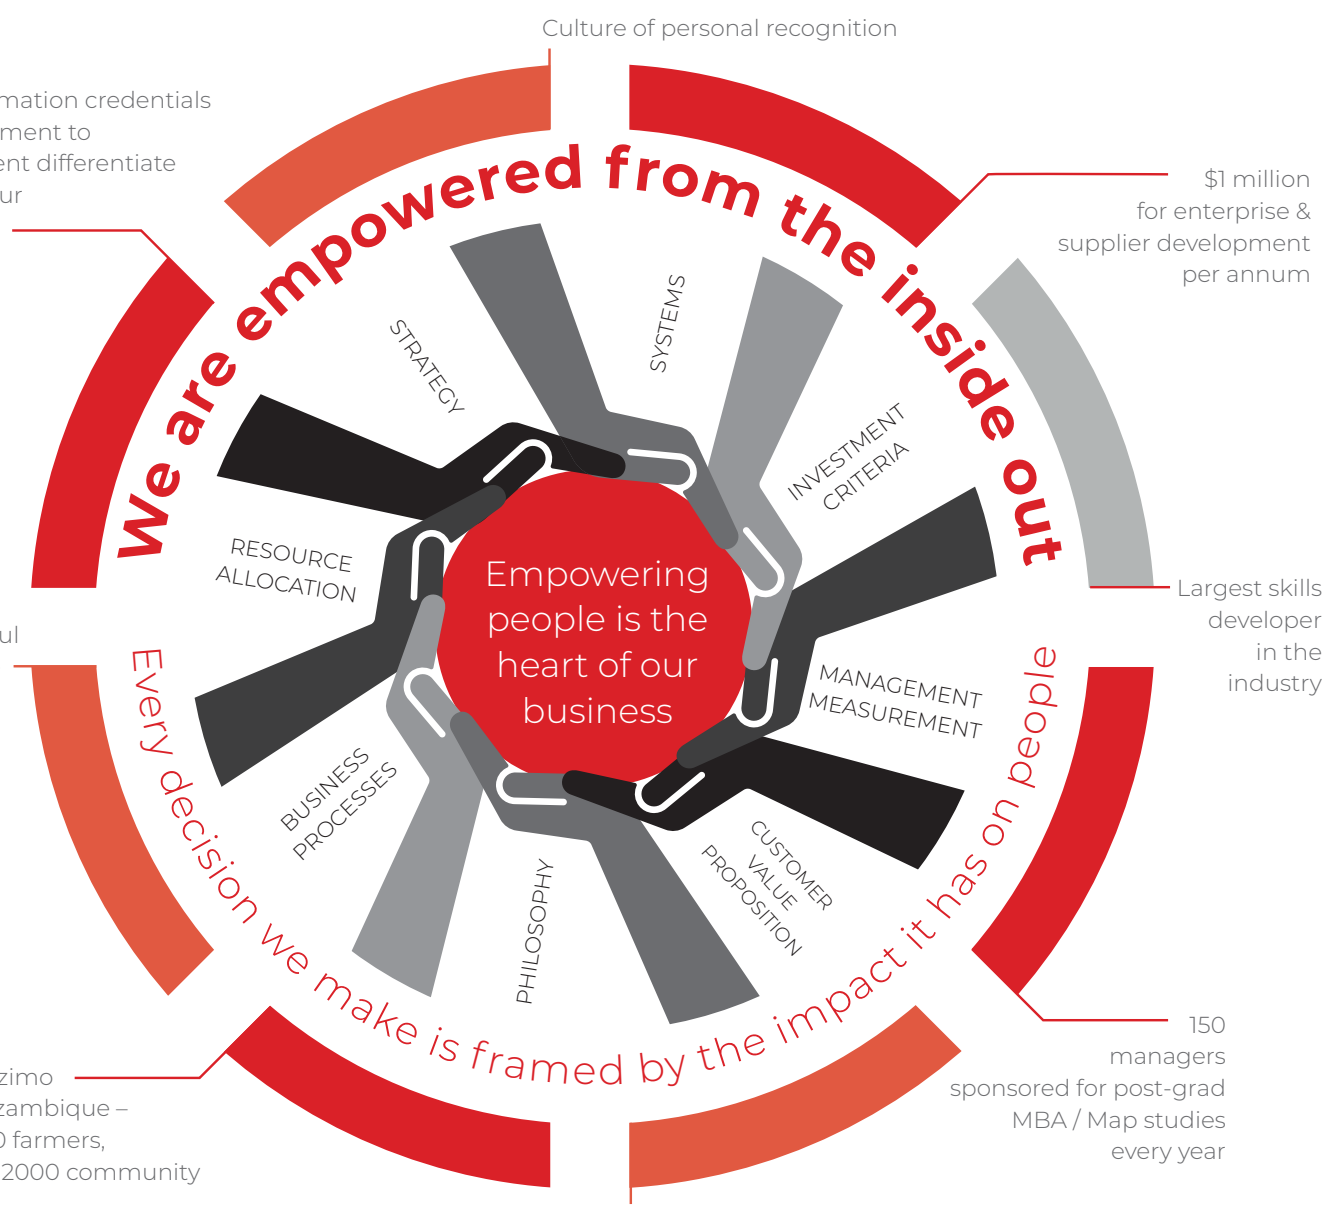 Culture of personal recognition
mation credentials
ment to
ent differentiate
ur
$1 million
for enterprise &
supplier development
per annum
We are empowered from the inside out
SYSTEMS
STRATEGY
INVESTMENT
CRITERIA
RESOURCE
ALLOCATION
Empowering
people is the
heart of our
business
Largest skills
developer
in the
industry
ul
MANAGEMENT
MEASUREMENT
BUSINESS
PROCESSES
CUSTOMER
VALUE
PROPOSITION
PHILOSOPHY
Every decision we make is framed by the impact it has on people
150
managers
sponsored for post-grad
MBA / Map studies
every year
zimo
zambique –
0 farmers,
2000 community